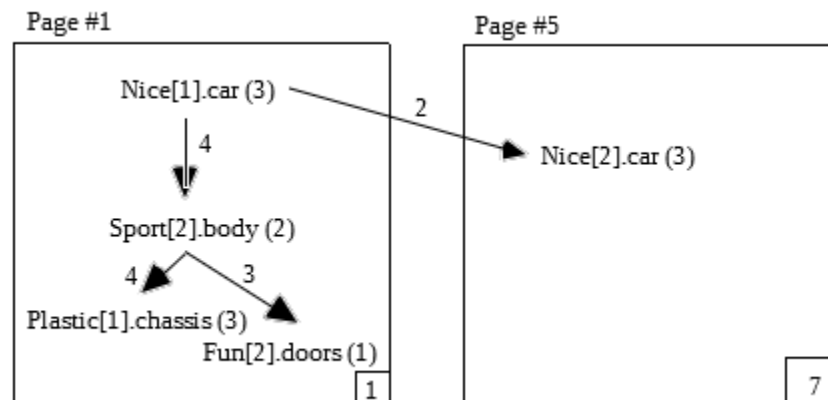 Page #1
Page #5
Nice[1].car (3)
2
4
Nice[2].car (3)
Sport[2].body (2)
4
3
Plastic[1].chassis (3)
Fun[2].doors (1)
1
7